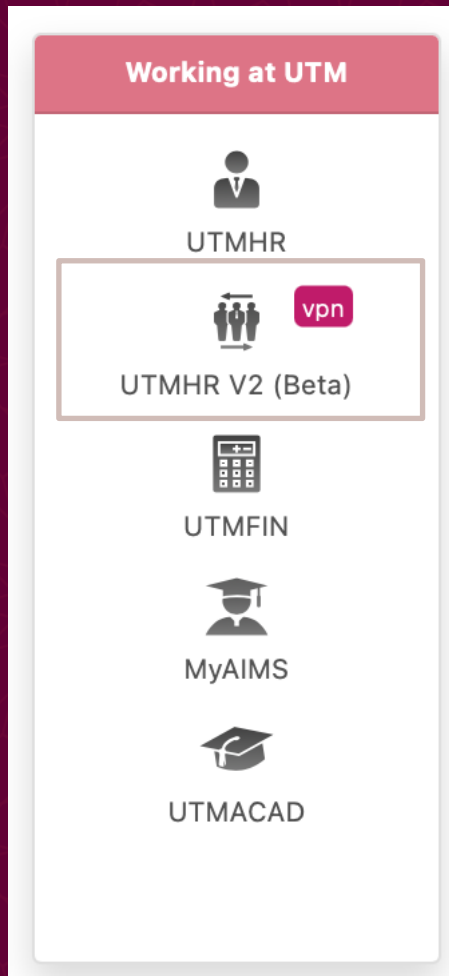 Working at UTM
UTMHR
vpn
UTMHR V2 (Beta)
UTMFIN
MyAIMS
UTMACAD